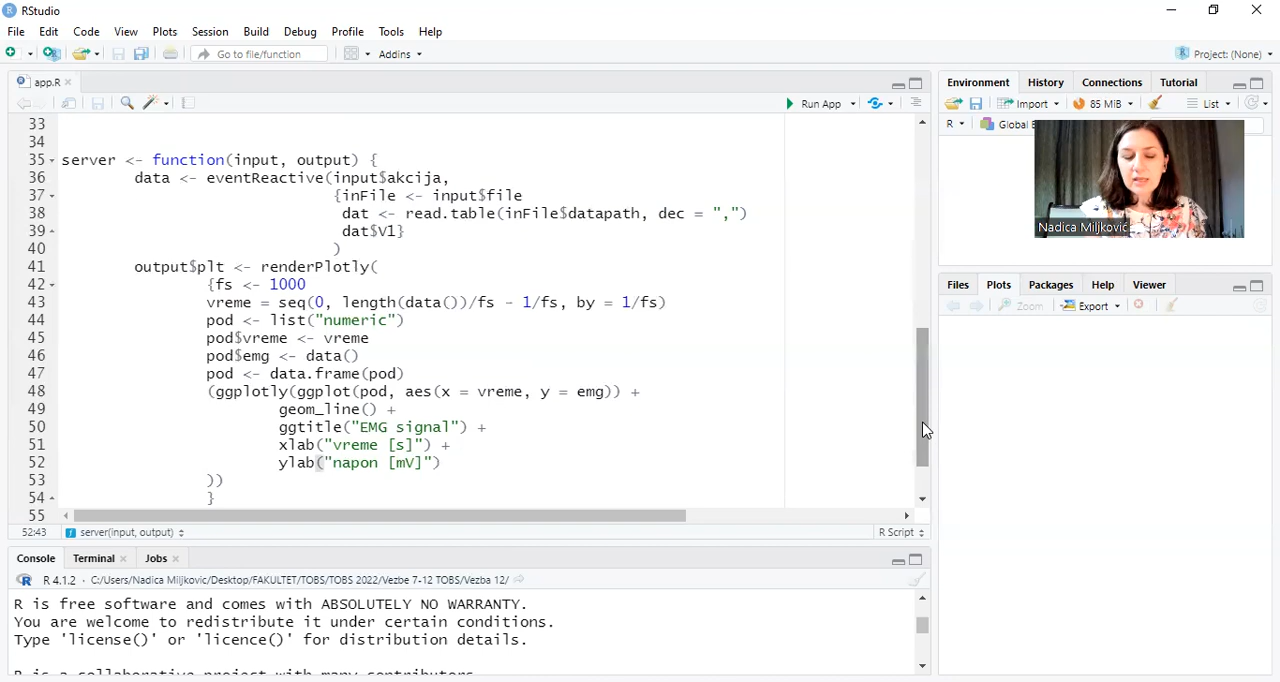 RStudio
File Edit Code View Plots Session Build Debug Profile Tools Help
Go to file/function Addins Project: (None)
app.R
Run App
33
34
35 server <- function(input, output) {
36 data <- eventReactive(input$akcija,
37 {inFile <- input$file
38 dat <- read.table(inFile$datapath, dec = ",")
39 dat$V1}
40 )
41 output$plt <- renderPlotly(
42 {fs <- 1000
43 vreme = seq(0, length(data())/fs - 1/fs, by = 1/fs)
44 pod <- list("numeric")
45 pod$vreme <- vreme
46 pod$emg <- data()
47 pod <- data.frame(pod)
48 (ggplotly(ggplot(pod, aes(x = vreme, y = emg)) +
49 geom_line() +
50 ggtitle("EMG signal") +
51 xlab("vreme [s]") +
52 ylab("napon [mV]")
53 ))
54 }
55
52:43 server(input, output) R Script
Console Terminal Jobs
R 4.1.2 · C:/Users/Nadica Miljkovic/Desktop/FAKULTET/TOBS/TOBS 2022/Vezbe 7-12 TOBS/Vezba 12/
R is free software and comes with ABSOLUTELY NO WARRANTY.
You are welcome to redistribute it under certain conditions.
Type 'license()' or 'licence()' for distribution details.
R is a collaborative project with many contributors.
Environment History Connections Tutorial
Import 85 MiB List
R Global
Nadica Miljković
Files Plots Packages Help Viewer
Zoom Export